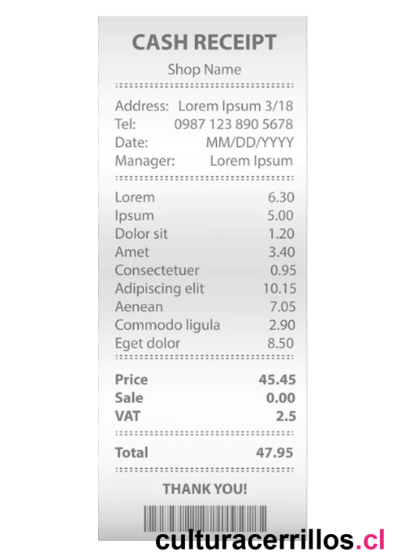 CASH RECEIPT
Shop Name
Address: Lorem Ipsum 3/18
Tel: 0987 123 890 5678
Date: MM/DD/YYYY
Manager: Lorem Ipsum
Lorem 6.30
Ipsum 5.00
Dolor sit 1.20
Amet 3.40
Consectetuer 0.95
Adipiscing elit 10.15
Aenean 7.05
Commodo ligula 2.90
Eget dolor 8.50
Price 45.45
Sale 0.00
VAT 2.5
Total 47.95
THANK YOU!
culturacerrillos.cl